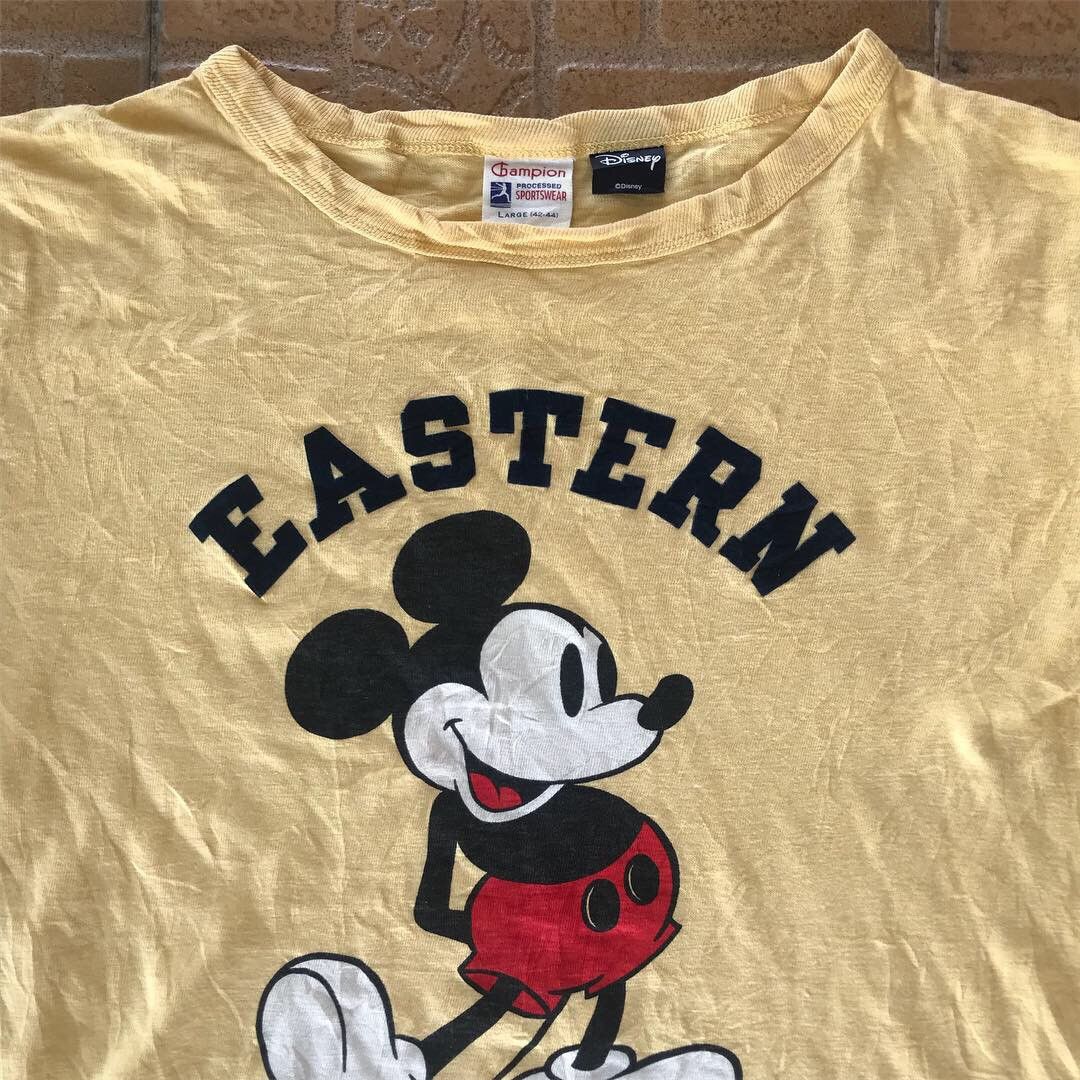 Champion
PROCESSED
SPORTSWEAR
LARGE (42-44)
Disney
©Disney
EASTERN